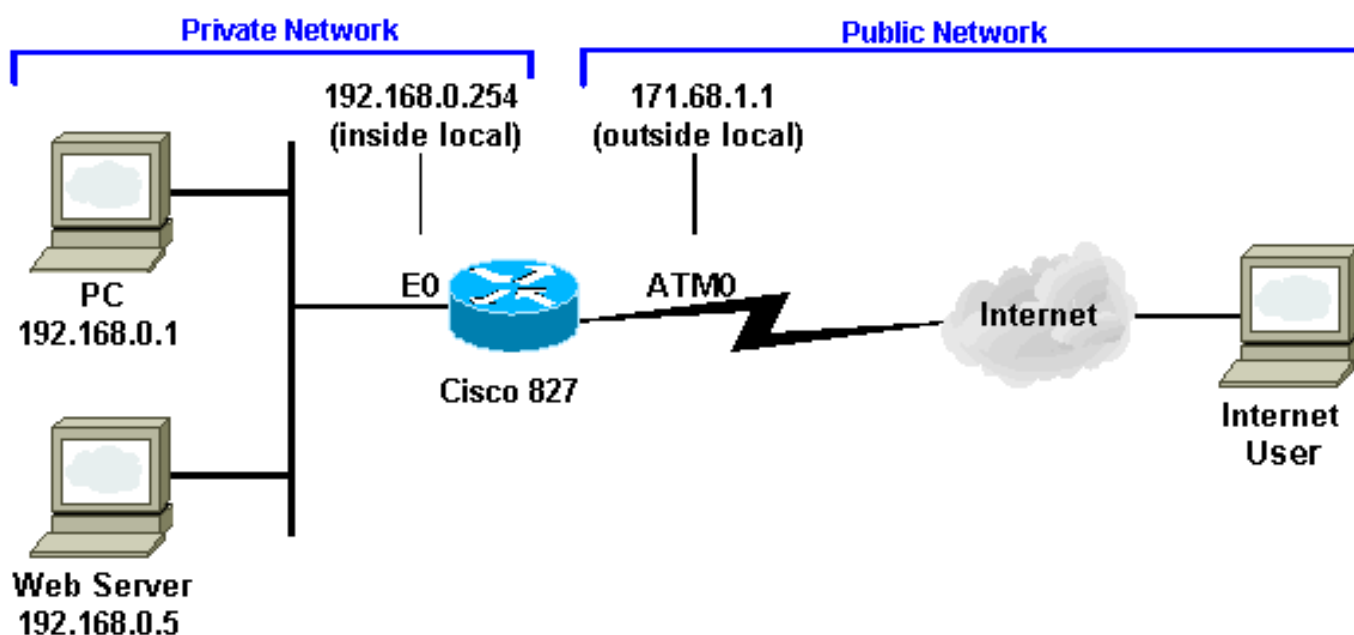 Private Network
Public Network
192.168.0.254
(inside local)
171.68.1.1
(outside local)
PC
192.168.0.1
E0
ATM0
Cisco 827
Internet
Internet
User
Web Server
192.168.0.5